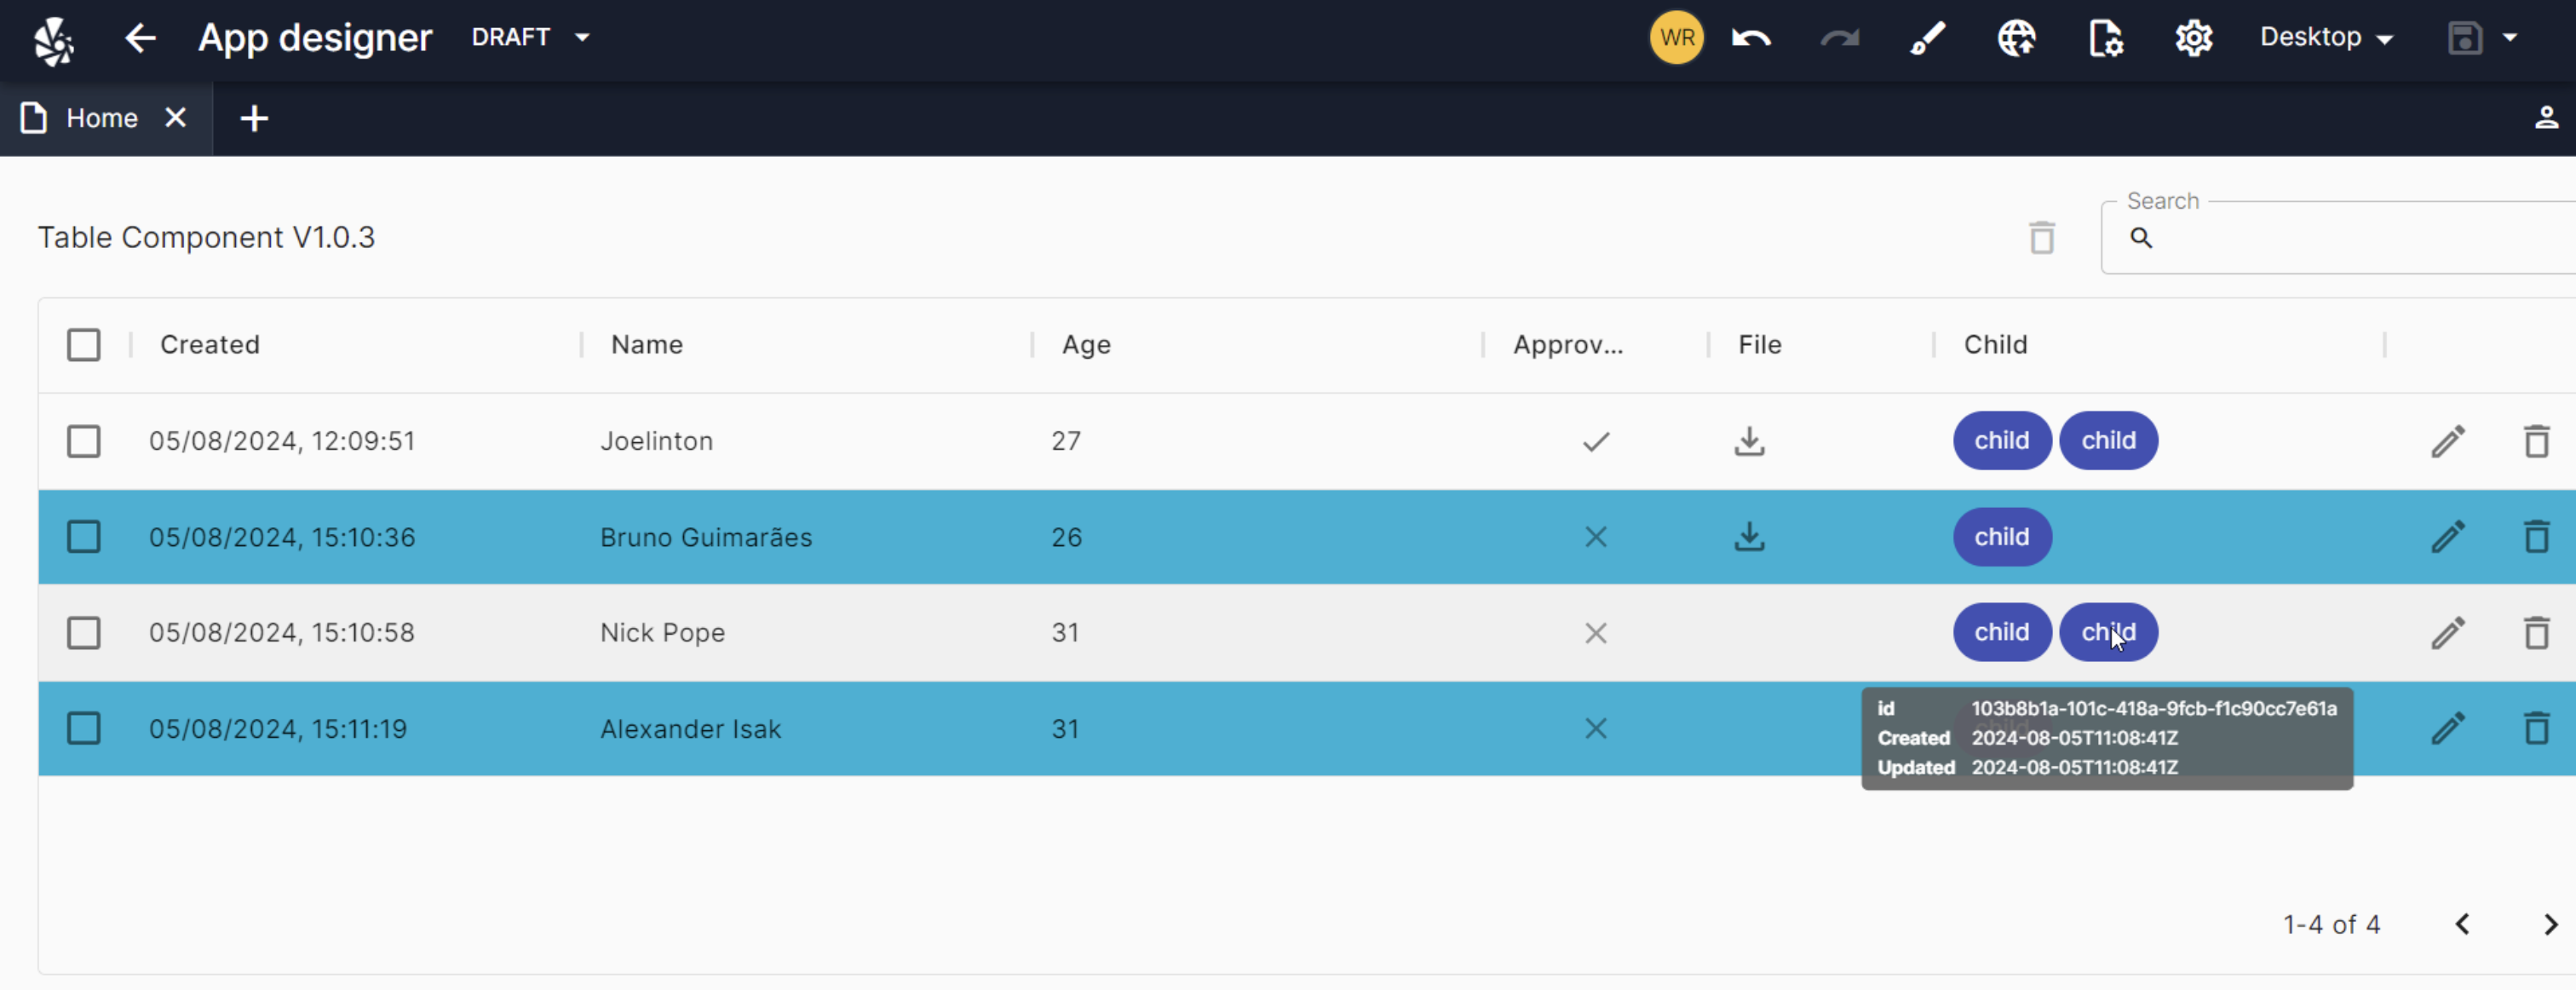 App designer DRAFT WR Desktop
Home
Table Component V1.0.3
Search
Created Name Age Approv... File Child
05/08/2024, 12:09:51 Joelinton 27 child child
05/08/2024, 15:10:36 Bruno Guimarães 26 child
05/08/2024, 15:10:58 Nick Pope 31 child child
05/08/2024, 15:11:19 Alexander Isak 31 child
id 103b8b1a-101c-418a-9fcb-f1c90cc7e61a
Created 2024-08-05T11:08:41Z
Updated 2024-08-05T11:08:41Z
1-4 of 4